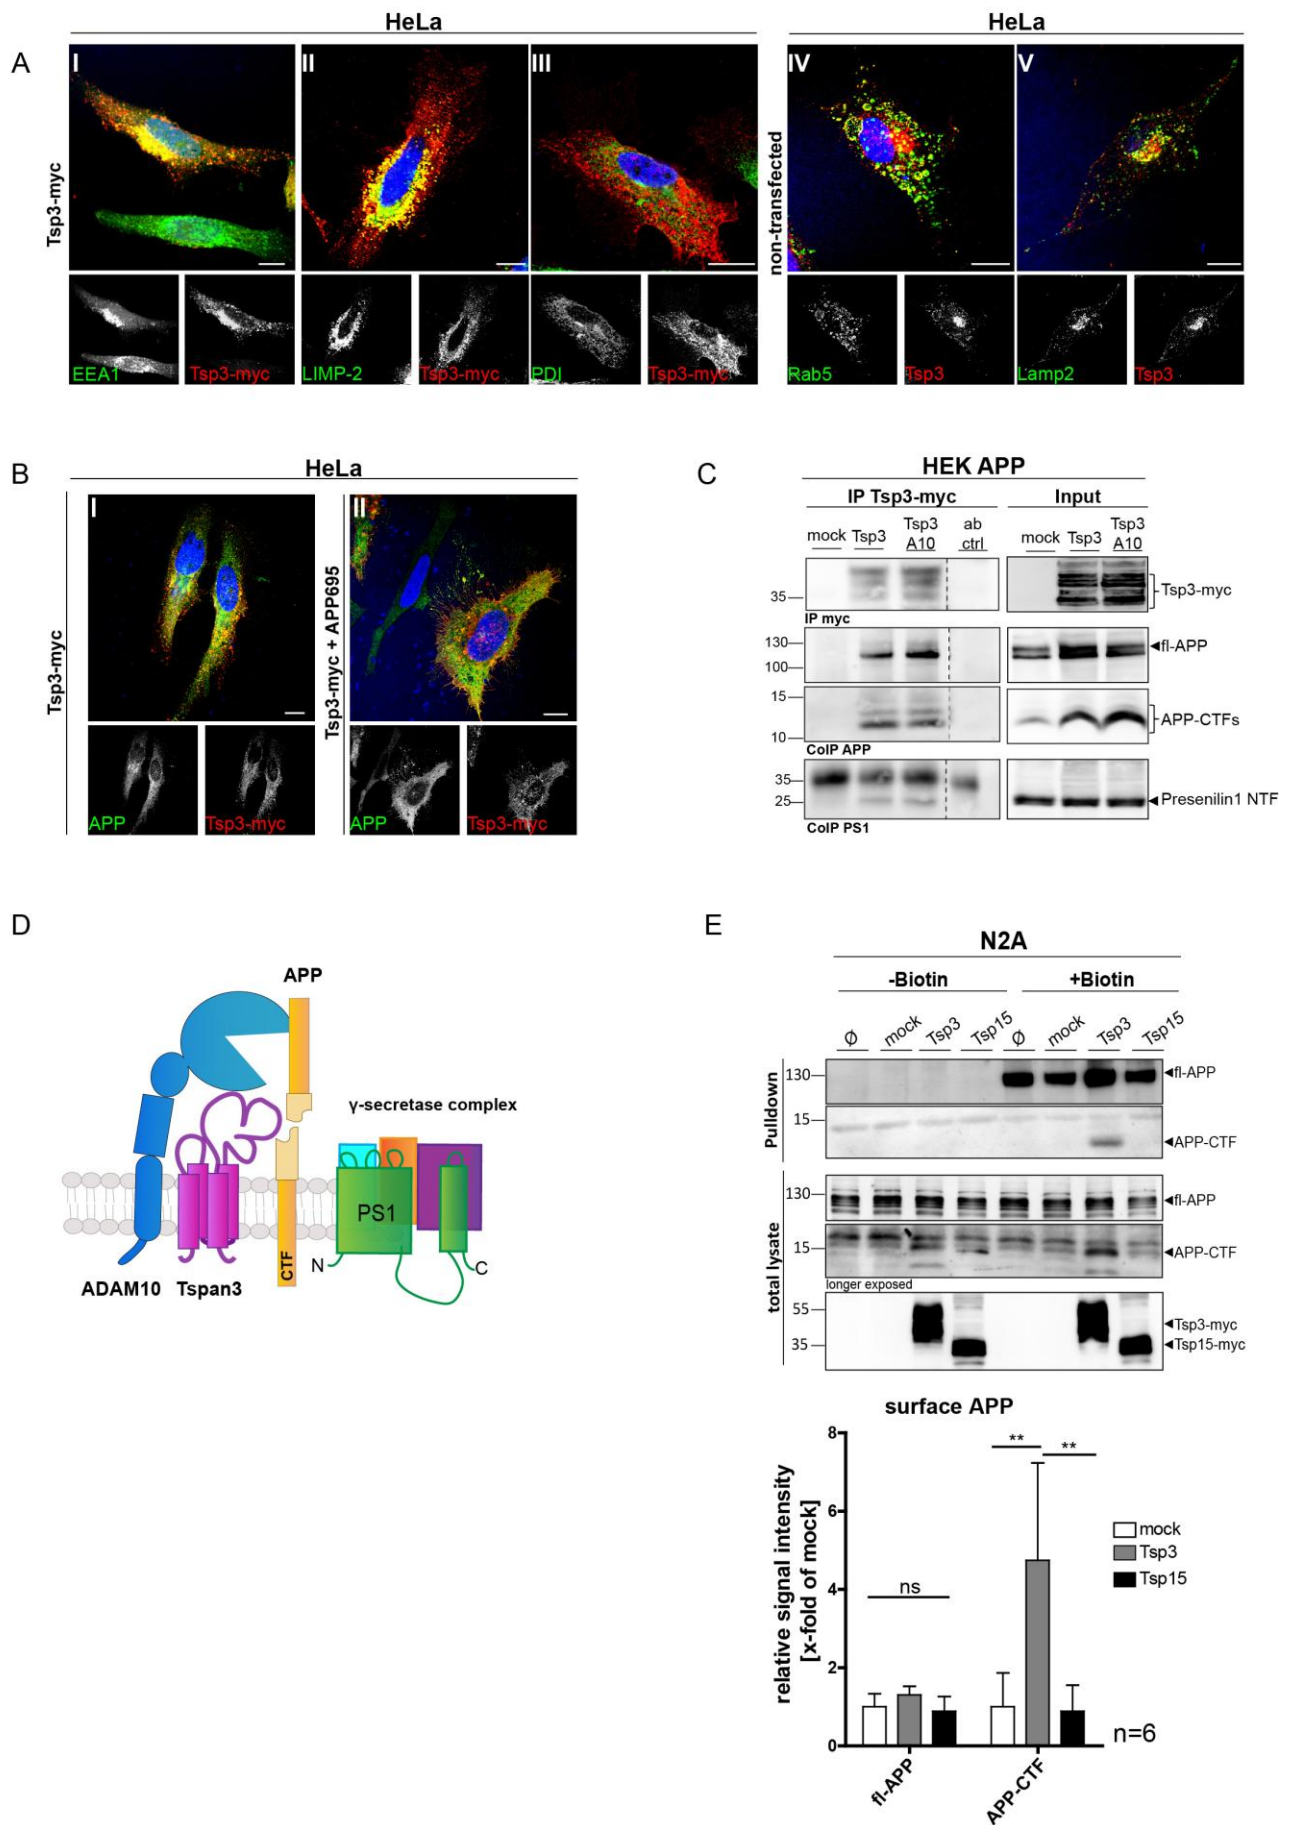 HeLa
HeLa
A
I
II
III
IV
V
Tsp3-myc
non-transfected
EEA1
Tsp3-myc
LIMP-2
Tsp3-myc
PDI
Tsp3-myc
Rab5
Tsp3
Lamp2
Tsp3
B
HeLa
I
II
Tsp3-myc
Tsp3-myc + APP695
APP
Tsp3-myc
APP
Tsp3-myc
C
HEK APP
IP Tsp3-myc
Input
mock
Tsp3
Tsp3
A10
ab
ctrl
mock
Tsp3
Tsp3
A10
35
Tsp3-myc
IP myc
130
100
fl-APP
15
10
APP-CTFs
CoIP APP
35
25
Presenilin1 NTF
CoIP PS1
D
APP
γ-secretase complex
PS1
N
C
CTF
ADAM10
Tspan3
E
N2A
-Biotin
+Biotin
Ø
mock
Tsp3
Tsp15
Ø
mock
Tsp3
Tsp15
Pulldown
130
fl-APP
15
APP-CTF
total lysate
130
fl-APP
15
APP-CTF
longer exposed
55
35
Tsp3-myc
Tsp15-myc
surface APP
relative signal intensity
[x-fold of mock]
8
6
4
2
0
ns
**
**
mock
Tsp3
Tsp15
n=6
fl-APP
APP-CTF